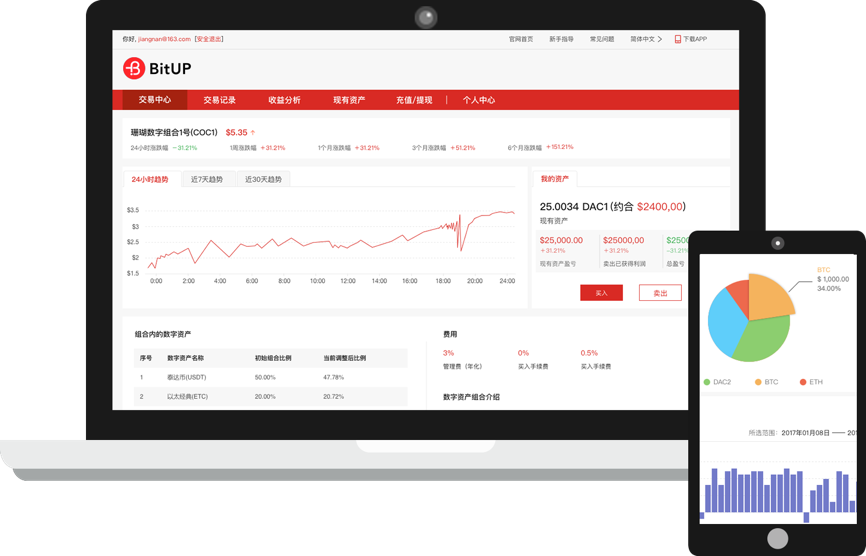 你好, jiangnan@163.com [安全退出]
官网首页 新手指导 常见问题 简体中文 下载APP
BitUP
交易中心 交易记录 收益分析 现有资产 充值/提现 | 个人中心
珊瑚数字组合1号(COC1) $5.35 ↑
24小时涨跌幅 −31.21% 1周涨跌幅 +31.21% 1个月涨跌幅 +31.21% 3个月涨跌幅 +51.21% 6个月涨跌幅 +151.21%
24小时趋势 近7天趋势 近30天趋势
$3.5
$3
$2.5
$2
$1.5
0:00 2:00 4:00 6:00 8:00 10:00 12:00 14:00 16:00 18:00 20:00 22:00 24:00
我的资产
25.0034 DAC1(约合 $2400,00)
现有资产
$25,000.00 $25000,00 $250
+31.21% +31.21% -31.21%
现有资产盈亏 卖出已获得利润 总盈亏
买入 卖出
组合内的数字资产
序号 数字资产名称 初始组合比例 当前调整后比例
1 泰达币(USDT) 50.00% 47.78%
2 以太经典(ETC) 20.00% 20.72%
费用
3% 0% 0.5%
管理费（年化） 买入手续费 买入手续费
数字资产组合介绍
BTC
$ 1,000.00
34.00%
DAC2 BTC ETH
所选范围: 2017年01月08日 —— 201